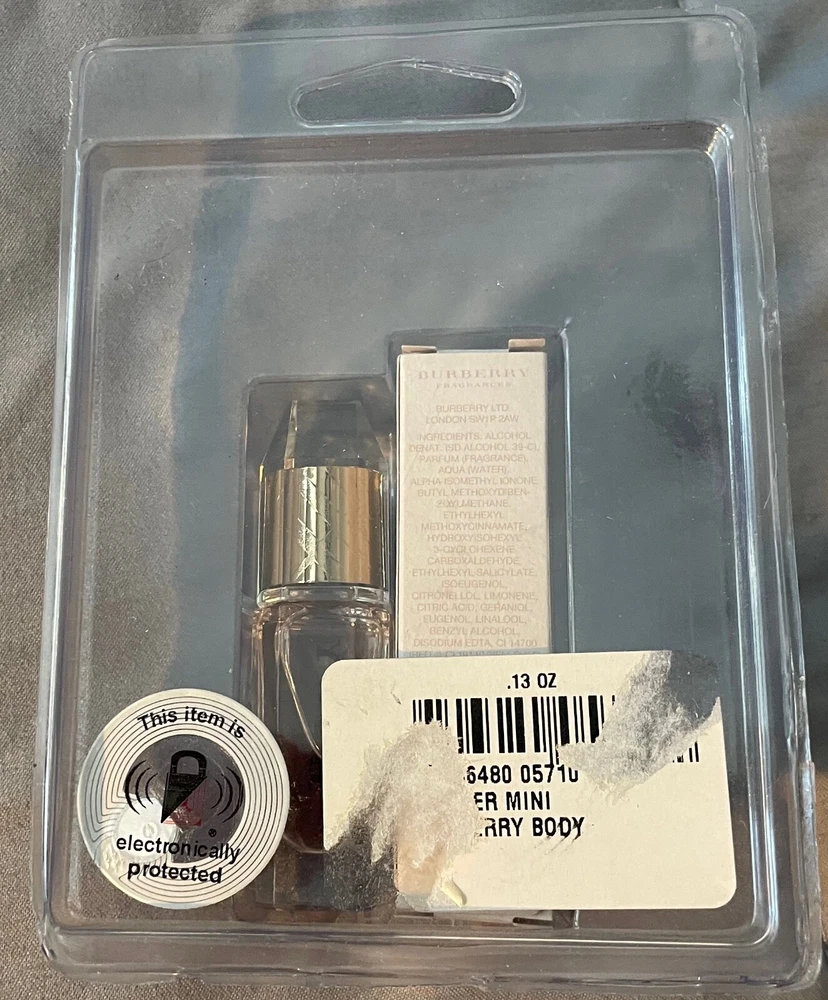 BURBERRY
FRAGRANCES
BURBERRY LTD
LONDON SW1P 2AW
INGREDIENTS: ALCOHOL
DENAT. (SD ALCOHOL 39-C),
PARFUM (FRAGRANCE),
AQUA (WATER),
ALPHA-ISOMETHYL IONONE,
BUTYL METHOXYDIBEN-
ZOYLMETHANE,
ETHYLHEXYL
METHOXYCINNAMATE,
HYDROXYISOHEXYL
3-CYCLOHEXENE
CARBOXALDEHYDE,
ETHYLHEXYL SALICYLATE,
ISOEUGENOL,
CITRONELLOL, LIMONENE,
CITRIC ACID, GERANIOL,
EUGENOL, LINALOOL,
BENZYL ALCOHOL,
DISODIUM EDTA, CI 14700
.13 OZ
6480 05710
ER MINI
ERRY BODY
This item is
electronically
protected